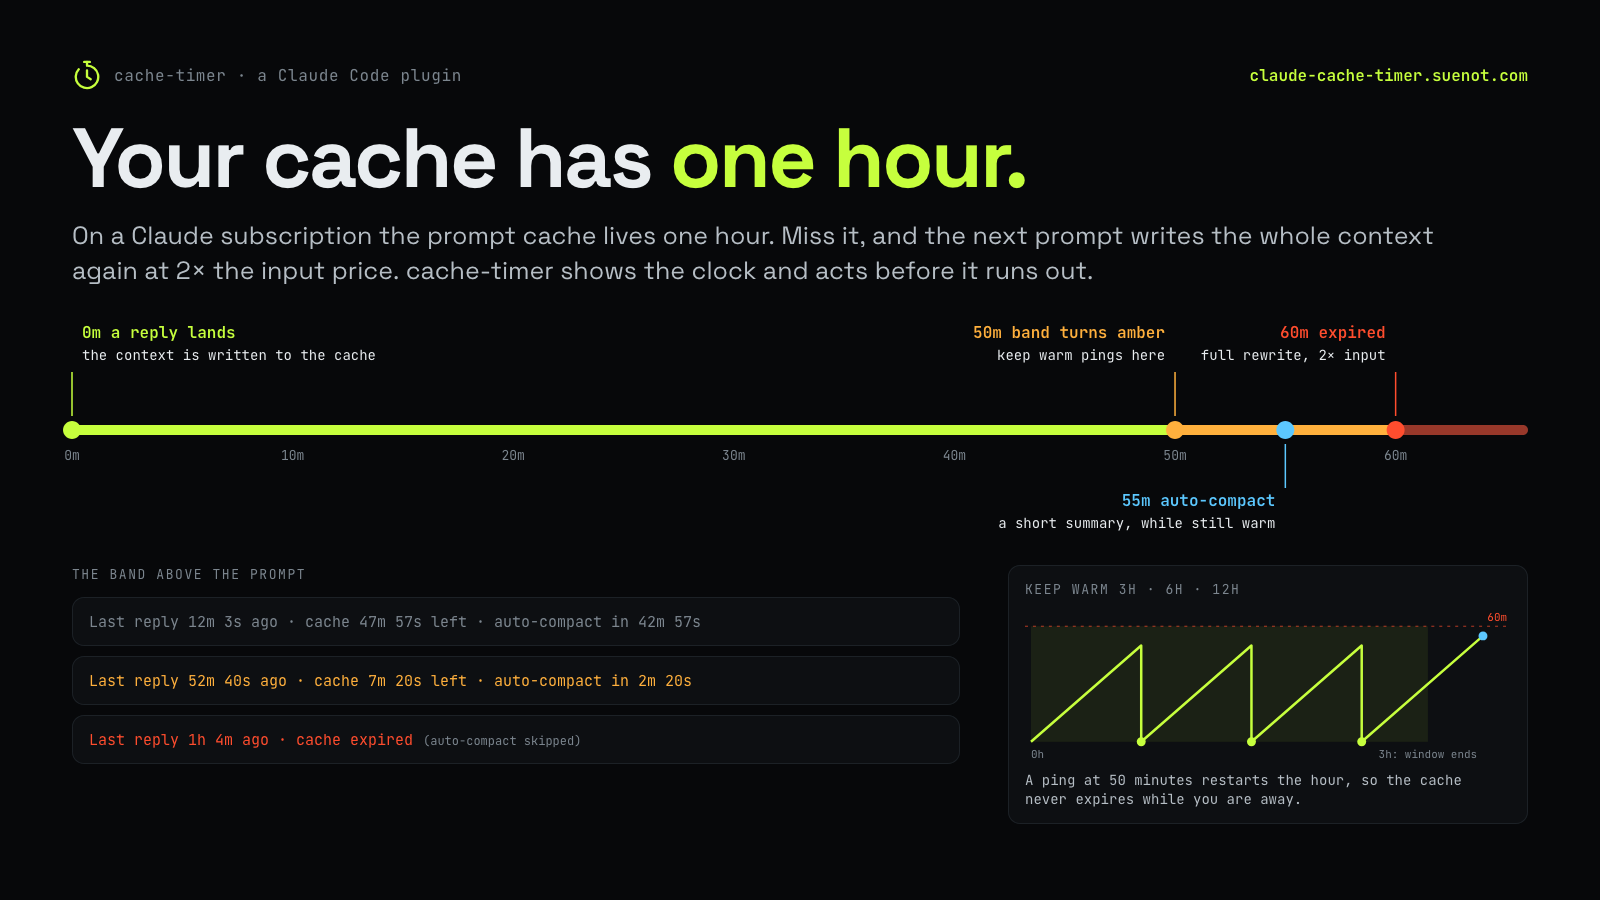 cache-timer · a Claude Code plugin
claude-cache-timer.suenot.com
Your cache has one hour.
On a Claude subscription the prompt cache lives one hour. Miss it, and the next prompt writes the whole context
again at 2× the input price. cache-timer shows the clock and acts before it runs out.
0m a reply lands
the context is written to the cache
50m band turns amber
keep warm pings here
60m expired
full rewrite, 2× input
0m
10m
20m
30m
40m
50m
60m
55m auto-compact
a short summary, while still warm
THE BAND ABOVE THE PROMPT
Last reply 12m 3s ago · cache 47m 57s left · auto-compact in 42m 57s
Last reply 52m 40s ago · cache 7m 20s left · auto-compact in 2m 20s
Last reply 1h 4m ago · cache expired (auto-compact skipped)
KEEP WARM 3H · 6H · 12H
60m
0h
3h: window ends
A ping at 50 minutes restarts the hour, so the cache
never expires while you are away.